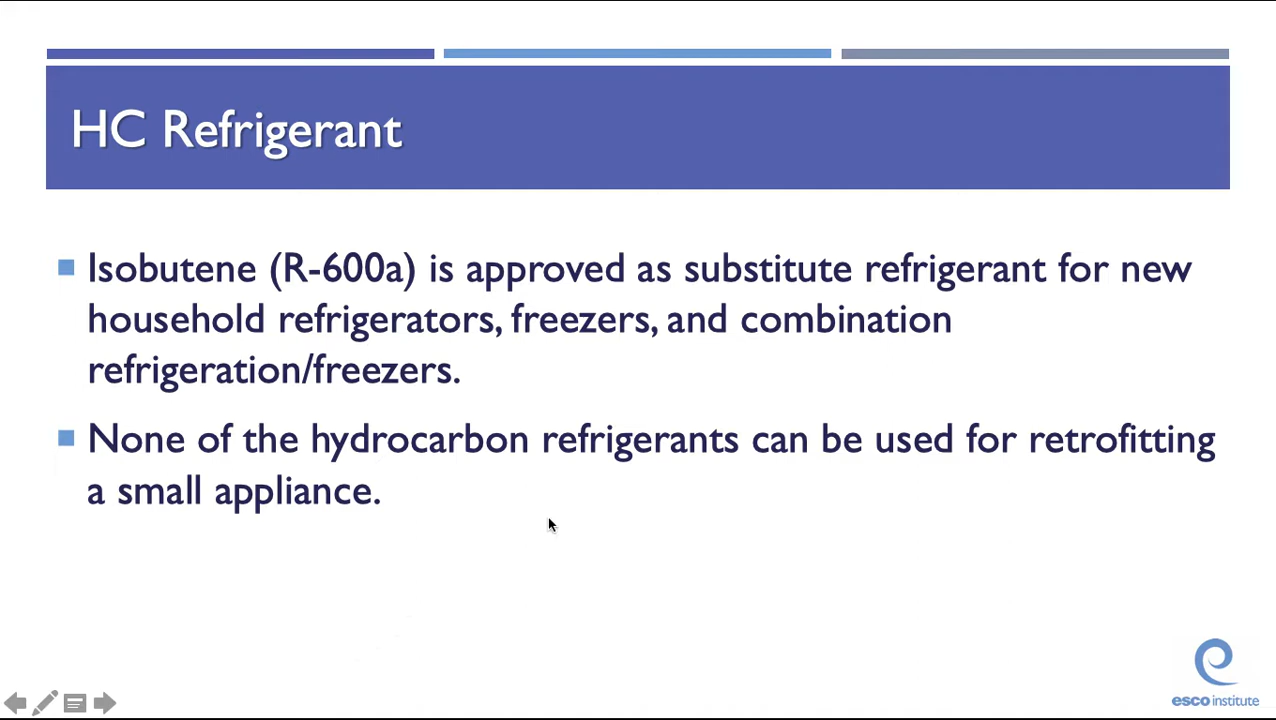 HC Refrigerant
Isobutene (R-600a) is approved as substitute refrigerant for new
household refrigerators, freezers, and combination
refrigeration/freezers.
None of the hydrocarbon refrigerants can be used for retrofitting
a small appliance.
esco institute